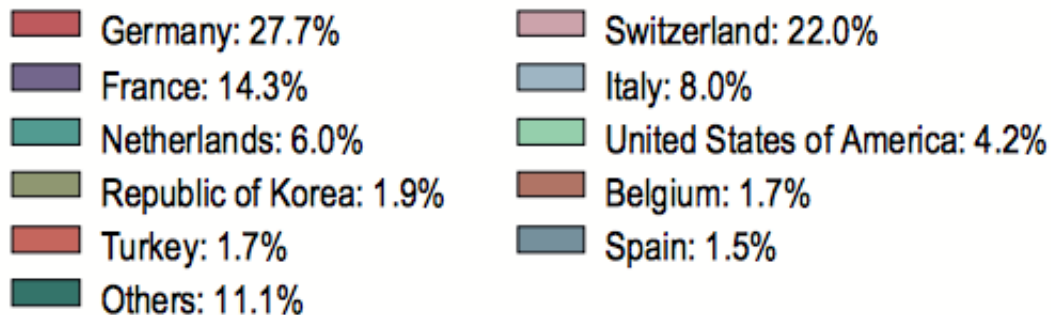 Germany: 27.7%
Switzerland: 22.0%
France: 14.3%
Italy: 8.0%
Netherlands: 6.0%
United States of America: 4.2%
Republic of Korea: 1.9%
Belgium: 1.7%
Turkey: 1.7%
Spain: 1.5%
Others: 11.1%